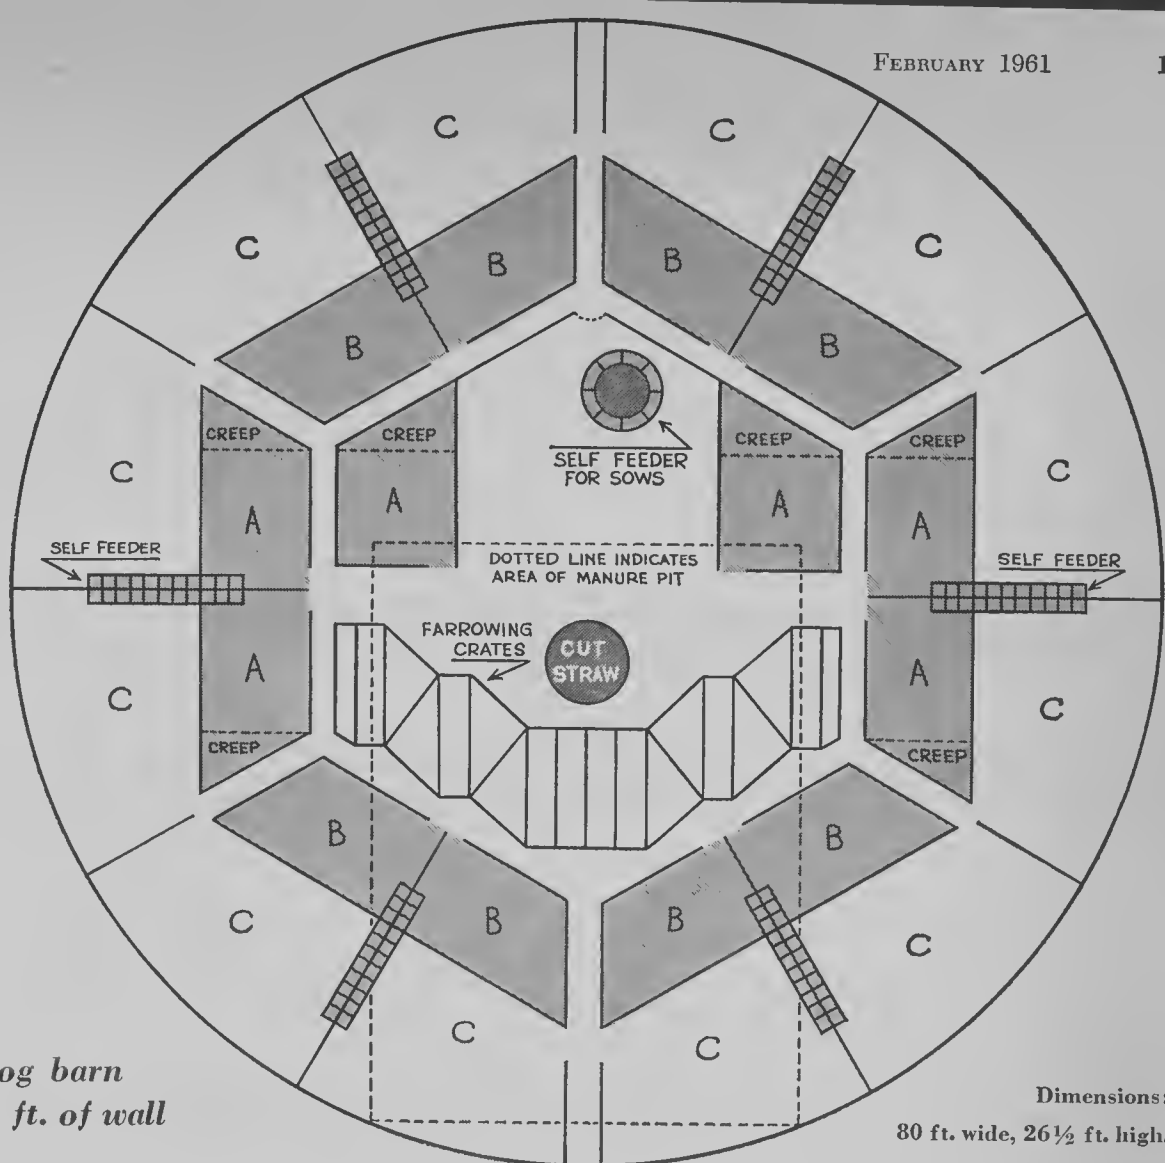 FEBRUARY 1961
C
C
C
C
B
B
B
B
CREEP
CREEP
CREEP
CREEP
SELF FEEDER
FOR SOWS
C
C
A
A
A
A
SELF FEEDER
DOTTED LINE INDICATES
AREA OF MANURE PIT
SELF FEEDER
FARROWING
CRATES
CUT
STRAW
C
A
A
C
CREEP
CREEP
B
B
B
B
C
C
C
C
og barn
ft. of wall
Dimensions:
80 ft. wide, 26½ ft. high.